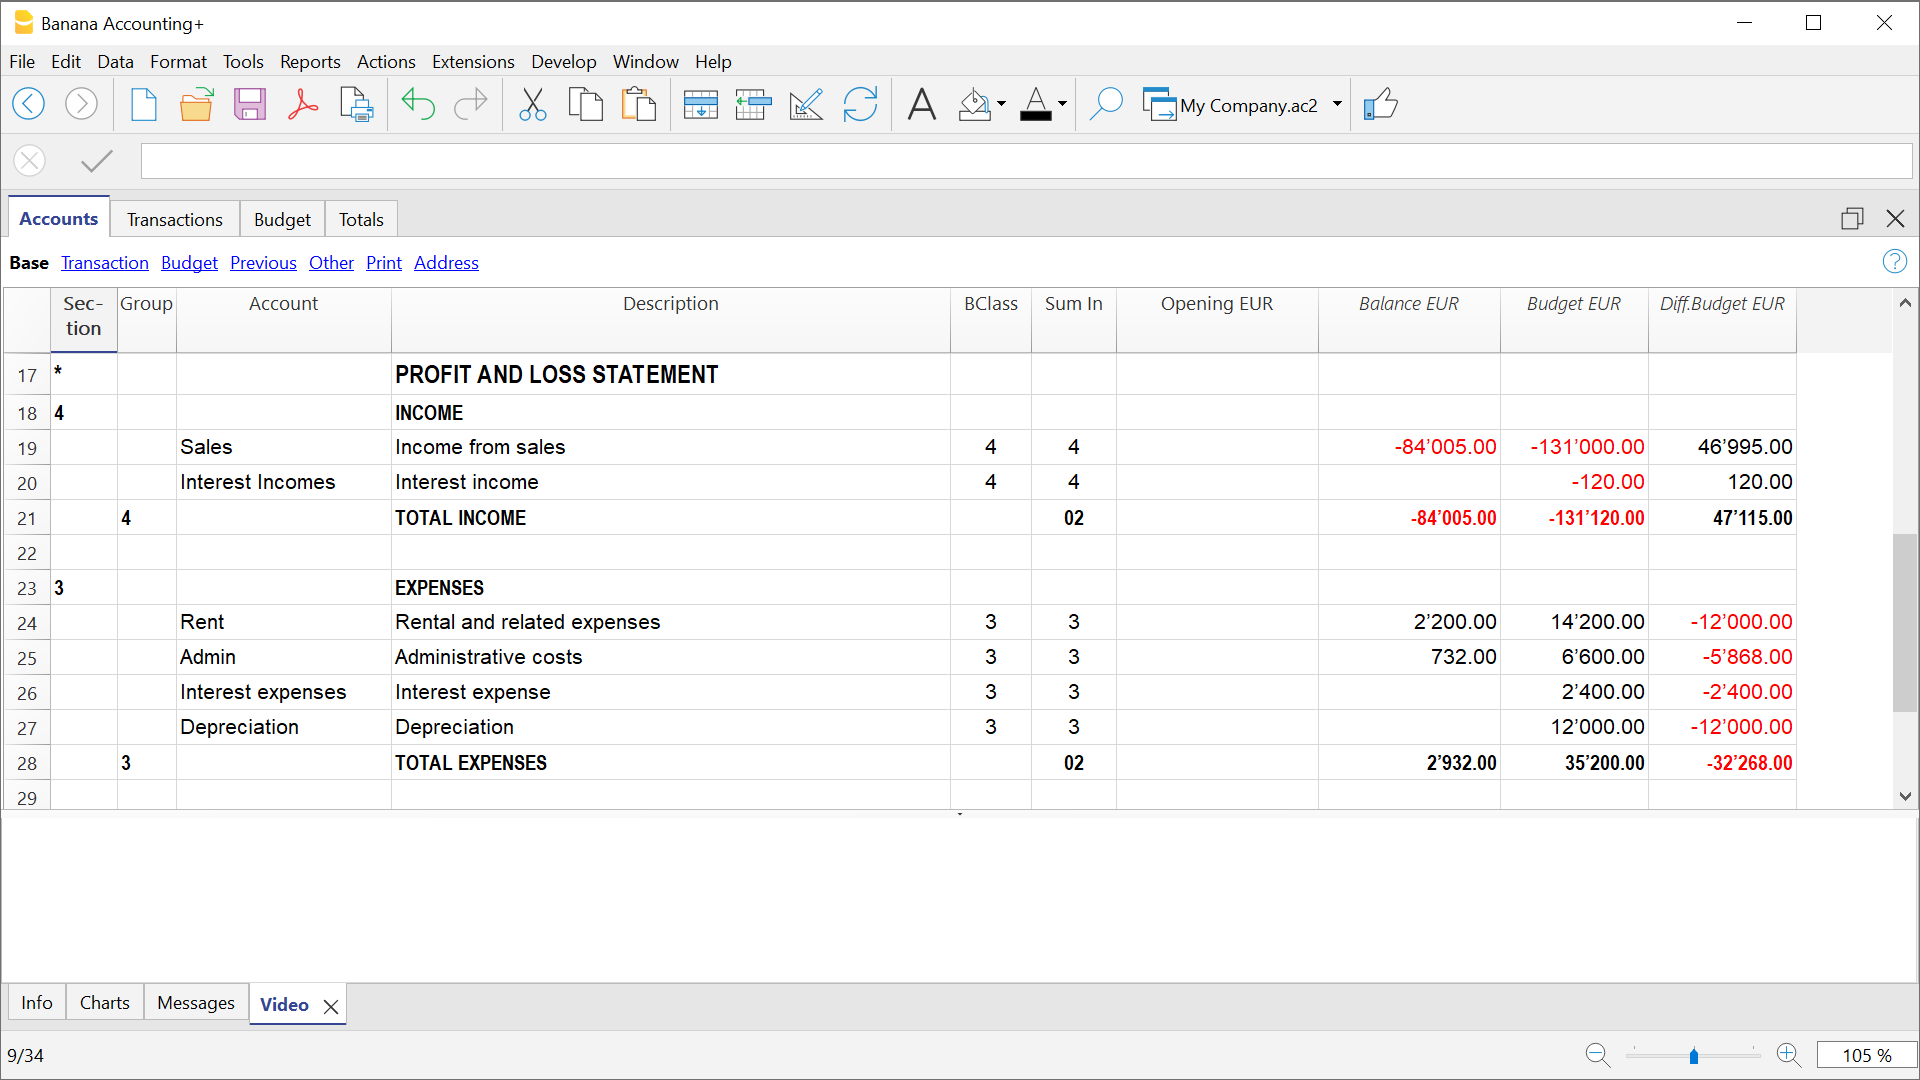 Banana Accounting+
File Edit Data Format Tools Reports Actions Extensions Develop Window Help
My Company.ac2
Accounts Transactions Budget Totals
Base Transaction Budget Previous Other Print Address
Sec-
tion Group Account Description BClass Sum In Opening EUR Balance EUR Budget EUR Diff.Budget EUR
17 * PROFIT AND LOSS STATEMENT
18 4 INCOME
19 Sales Income from sales 4 4 -84’005.00 -131’000.00 46’995.00
20 Interest Incomes Interest income 4 4 -120.00 120.00
21 4 TOTAL INCOME 02 -84’005.00 -131’120.00 47’115.00
22
23 3 EXPENSES
24 Rent Rental and related expenses 3 3 2’200.00 14’200.00 -12’000.00
25 Admin Administrative costs 3 3 732.00 6’600.00 -5’868.00
26 Interest expenses Interest expense 3 3 2’400.00 -2’400.00
27 Depreciation Depreciation 3 3 12’000.00 -12’000.00
28 3 TOTAL EXPENSES 02 2’932.00 35’200.00 -32’268.00
29
Info Charts Messages Video
9/34 105 %